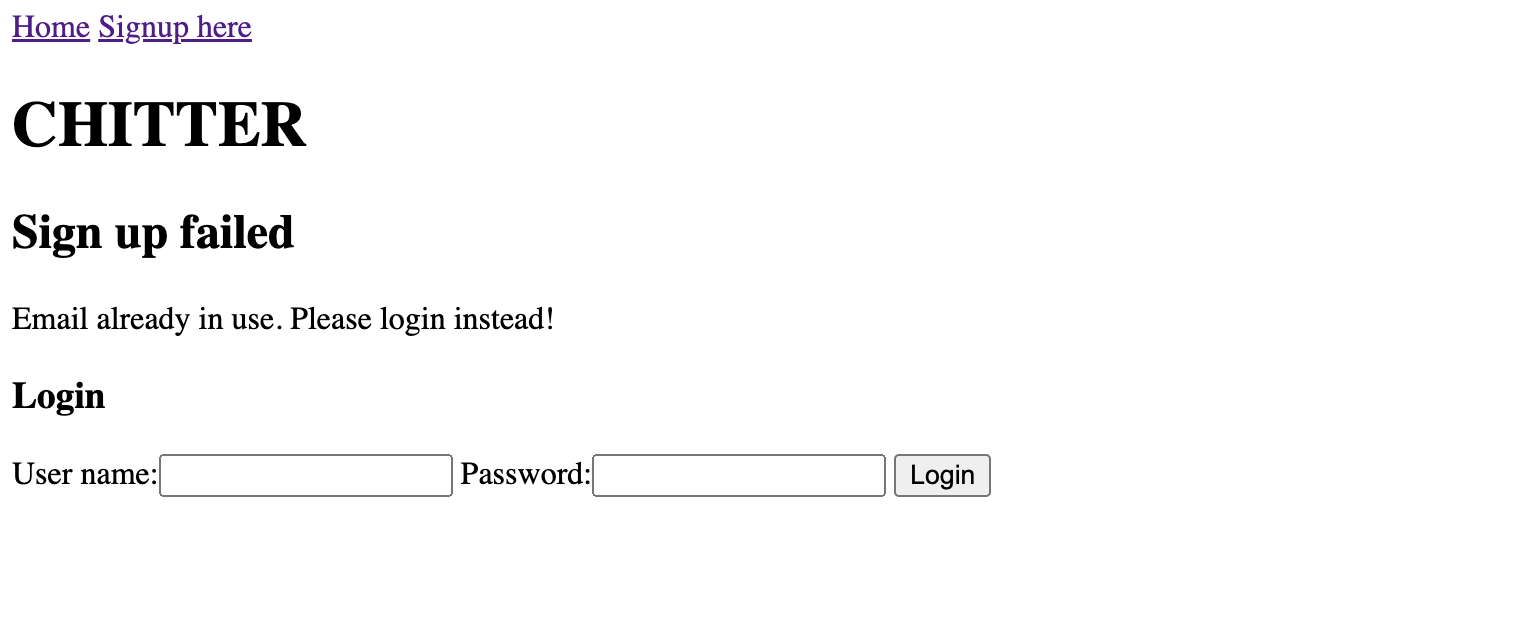 Home Signup here
CHITTER
Sign up failed
Email already in use. Please login instead!
Login
User name: Password: Login